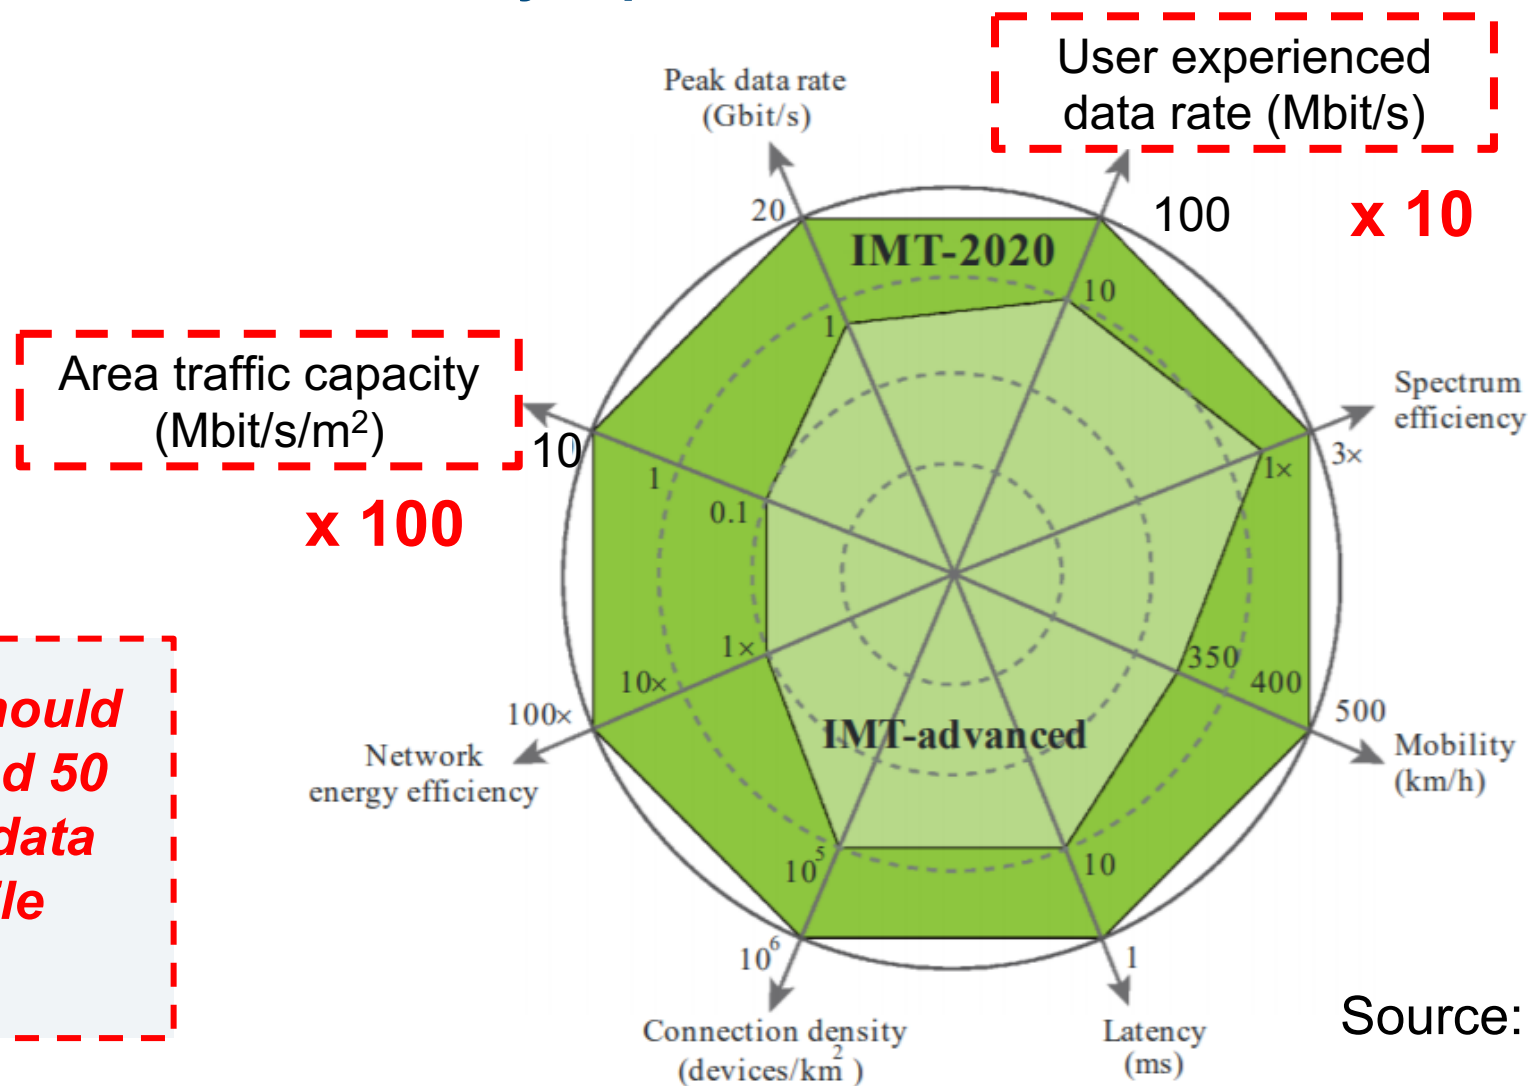 User experienced
data rate (Mbit/s)
Peak data rate
(Gbit/s)
20
100
x 10
IMT-2020
10
1
Area traffic capacity
(Mbit/s/m²)
10
1
0.1
x 100
Spectrum
efficiency
1×
3×
1×
10×
100×
Network
energy efficiency
350
400
500
Mobility
(km/h)
IMT-advanced
50
data
10⁵
10
10⁶
1
Connection density
(devices/km²)
Latency
(ms)
Source: